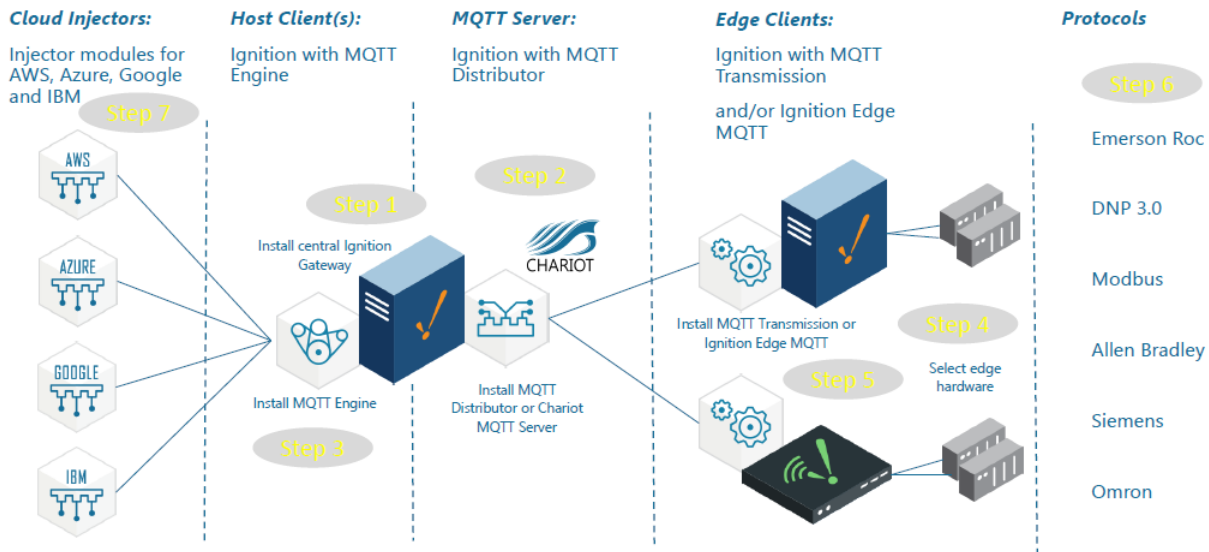 Cloud Injectors:
Injector modules for
AWS, Azure, Google
and IBM
Step 7
AWS
AZURE
GOOGLE
IBM
Host Client(s):
Ignition with MQTT
Engine
Step 1
Install central Ignition
Gateway
Install MQTT Engine
Step 3
MQTT Server:
Ignition with MQTT
Distributor
Step 2
CHARIOT
Install MQTT
Distributor or Chariot
MQTT Server
Edge Clients:
Ignition with MQTT
Transmission
and/or Ignition Edge
MQTT
Install MQTT Transmission or
Ignition Edge MQTT
Step 5
Step 4
Select edge
hardware
Protocols
Step 6
Emerson Roc
DNP 3.0
Modbus
Allen Bradley
Siemens
Omron